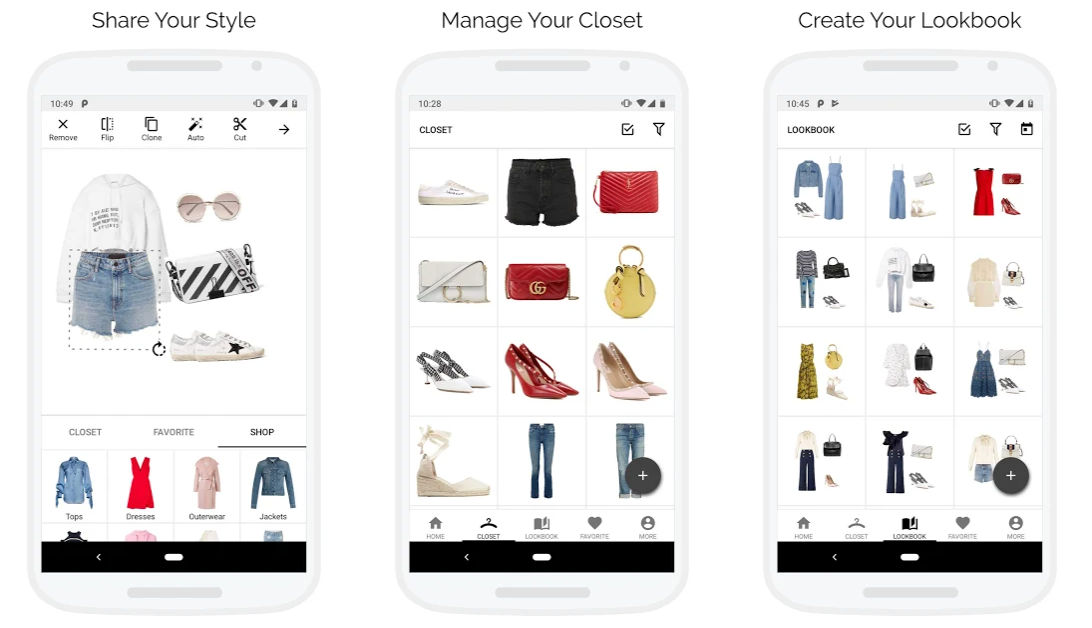 Share Your Style
Manage Your Closet
Create Your Lookbook
10:49
Remove
Flip
Clone
Auto
Cut
OFF
CLOSET
FAVORITE
SHOP
Tops
Dresses
Outerwear
Jackets
10:28
CLOSET
HOME
CLOSET
LOOKBOOK
FAVORITE
MORE
10:45
LOOKBOOK
HOME
CLOSET
LOOKBOOK
FAVORITE
MORE